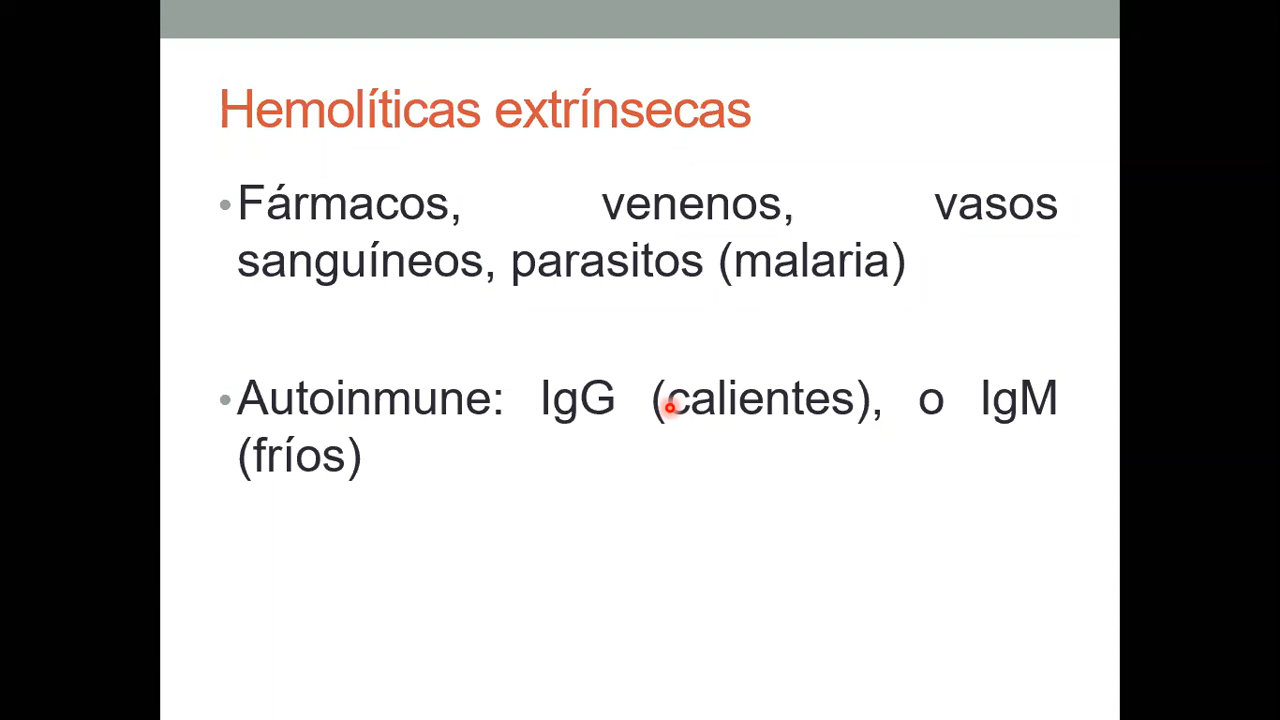 Hemolíticas extrínsecas
•Fármacos, venenos, vasos
sanguíneos, parasitos (malaria)
•Autoinmune: IgG (calientes), o IgM
(fríos)